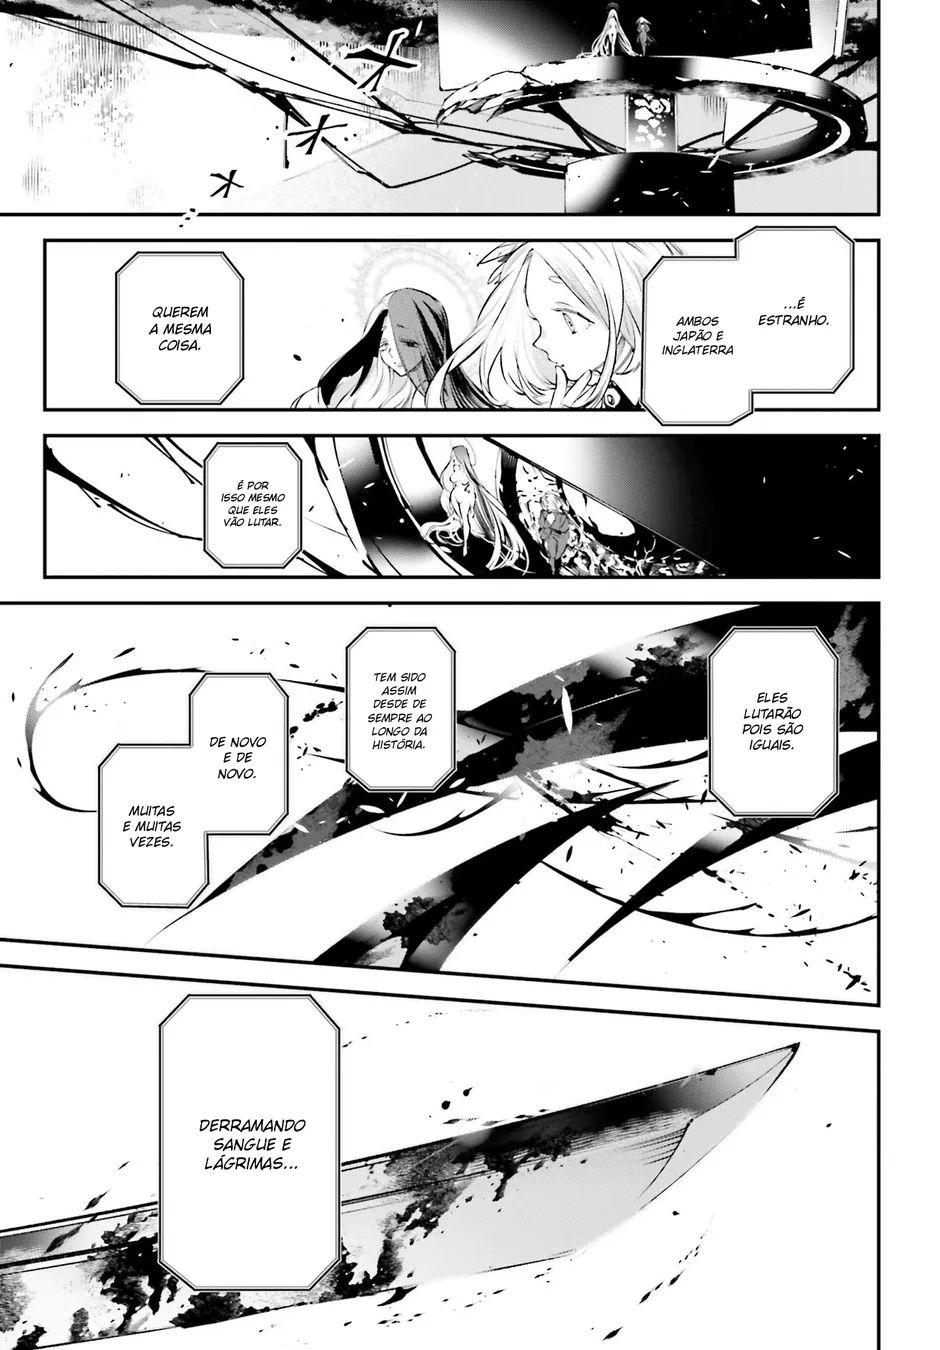 ...É
ESTRANHO.
AMBOS
JAPÃO E
INGLATERRA
QUEREM
A MESMA
COISA.
É POR
ISSO MESMO
QUE ELES
VÃO LUTAR.
ELES
LUTARÃO
POIS SÃO
IGUAIS.
TEM SIDO
ASSIM
DESDE DE
SEMPRE AO
LONGO DA
HISTÓRIA.
DE NOVO
E DE
NOVO.
MUITAS
E MUITAS
VEZES.
DERRAMANDO
SANGUE E
LÁGRIMAS...